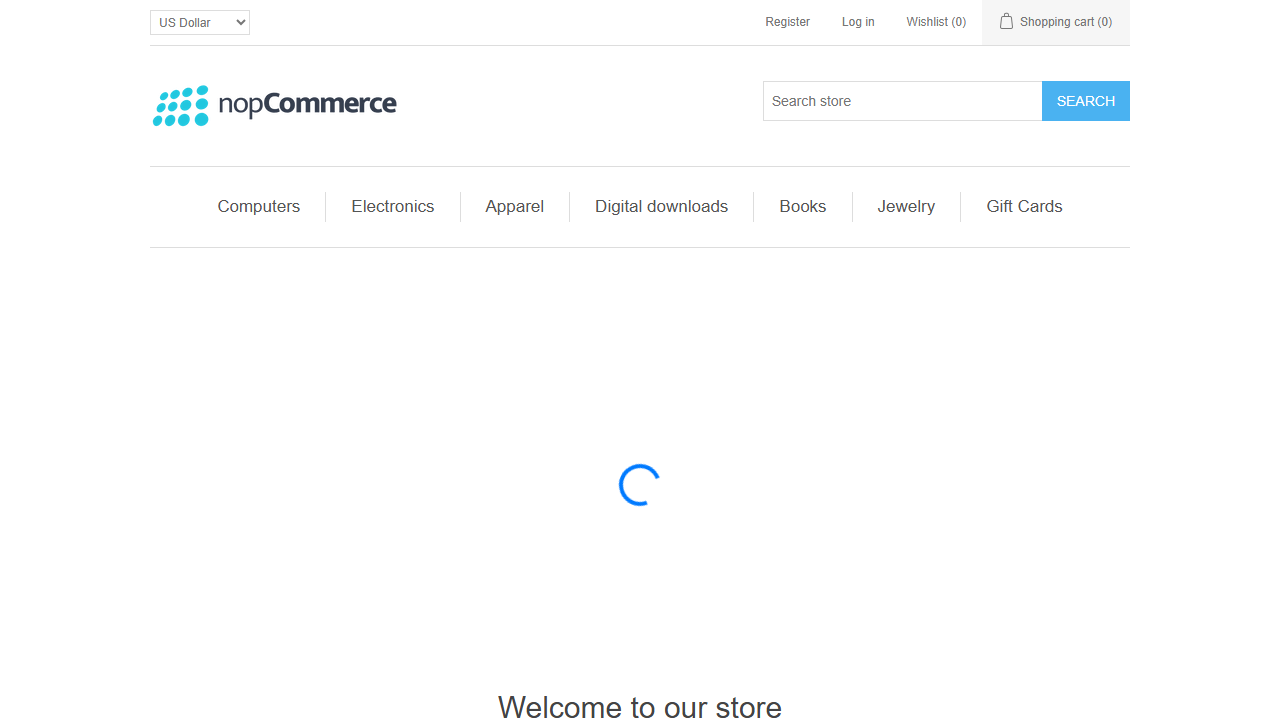 US Dollar
Register
Log in
Wishlist (0)
Shopping cart (0)
nopCommerce
Search store
SEARCH
Computers
Electronics
Apparel
Digital downloads
Books
Jewelry
Gift Cards
Welcome to our store